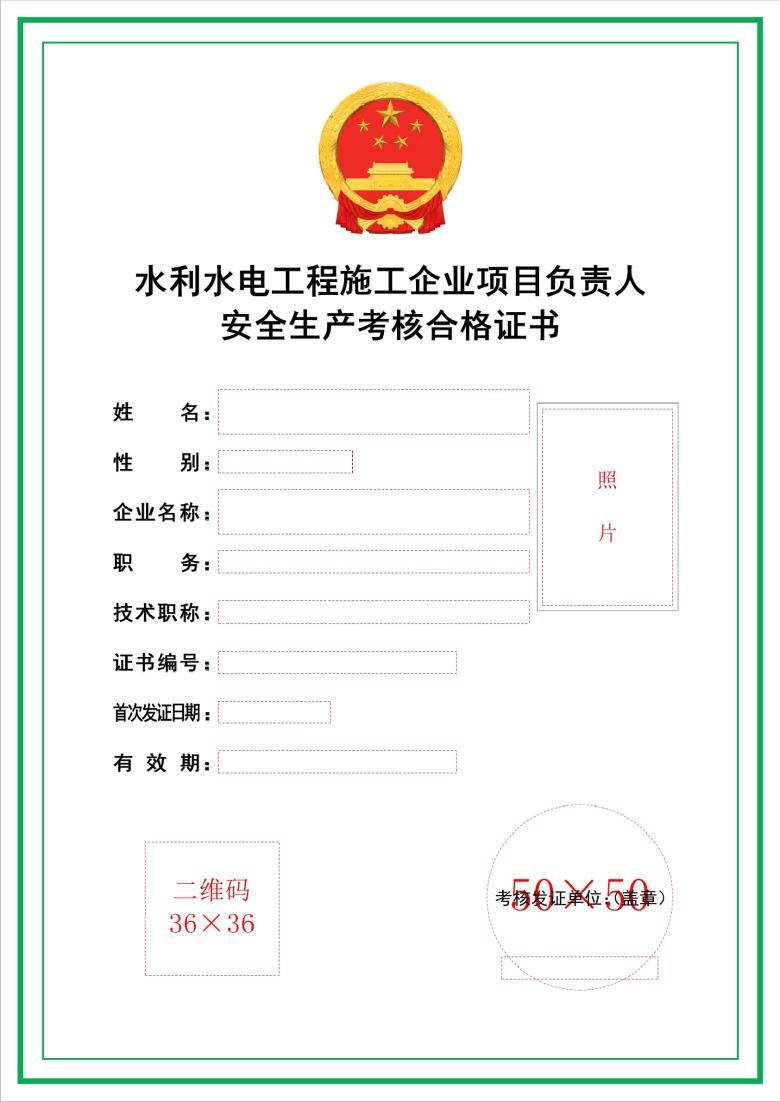 水利水电工程施工企业项目负责人
安全生产考核合格证书
姓 名：
性 别：
企业名称：
职 务：
技术职称：
证书编号：
首次发证日期：
有 效 期：
照
片
二维码
36×36
50×50
考核发证单位：（盖章）